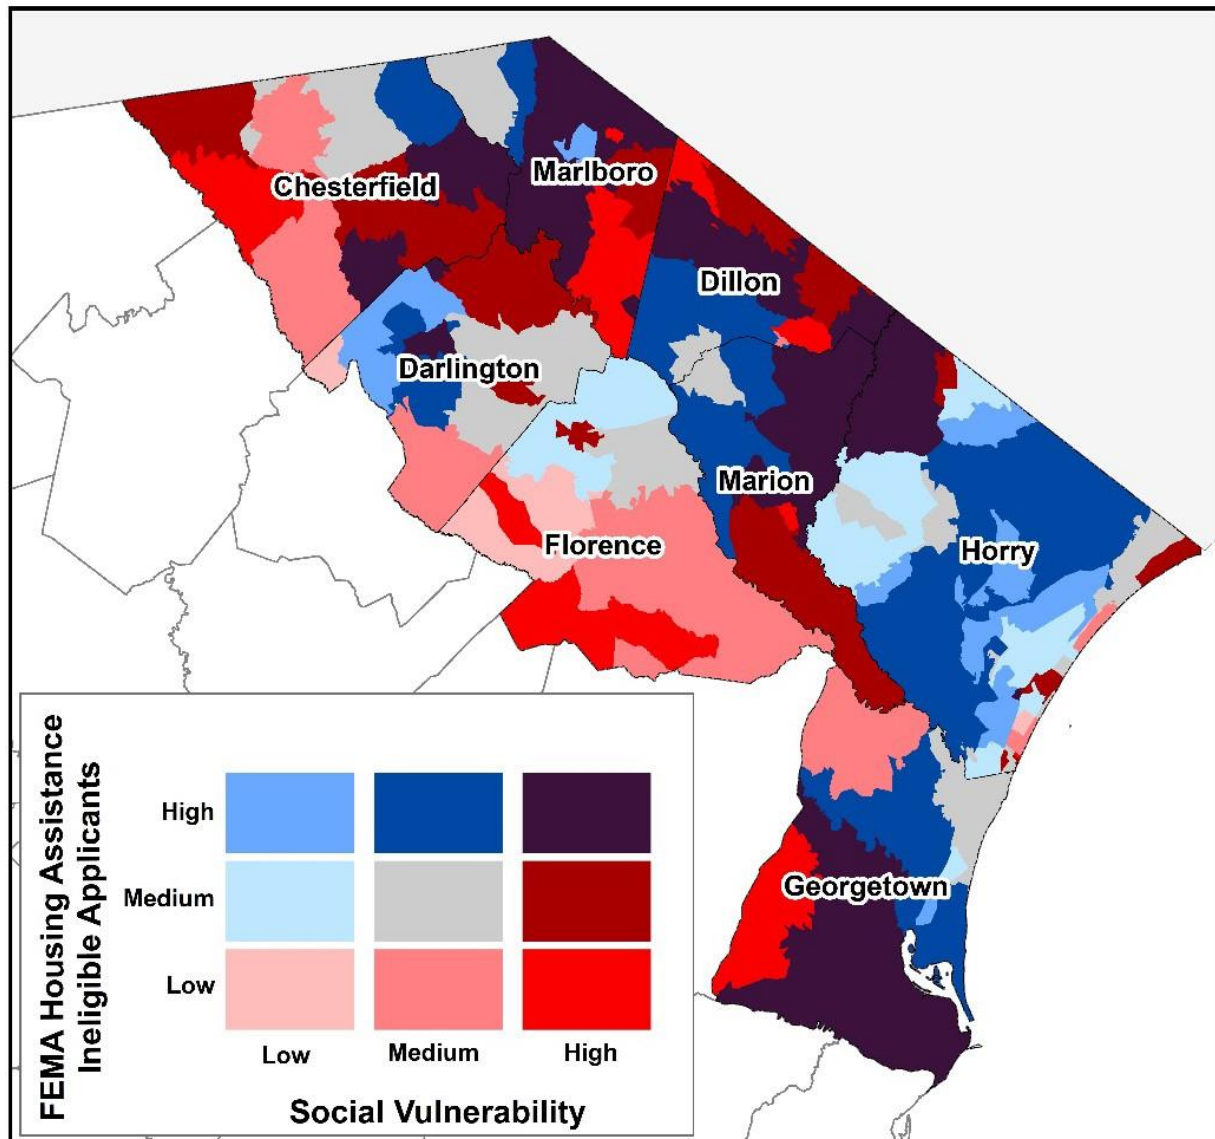 Marlboro
Chesterfield
Dillon
Darlington
Marion
Florence
Horry
Georgetown
FEMA Housing Assistance
Ineligible Applicants
High
Medium
Low
Low
Medium
High
Social Vulnerability